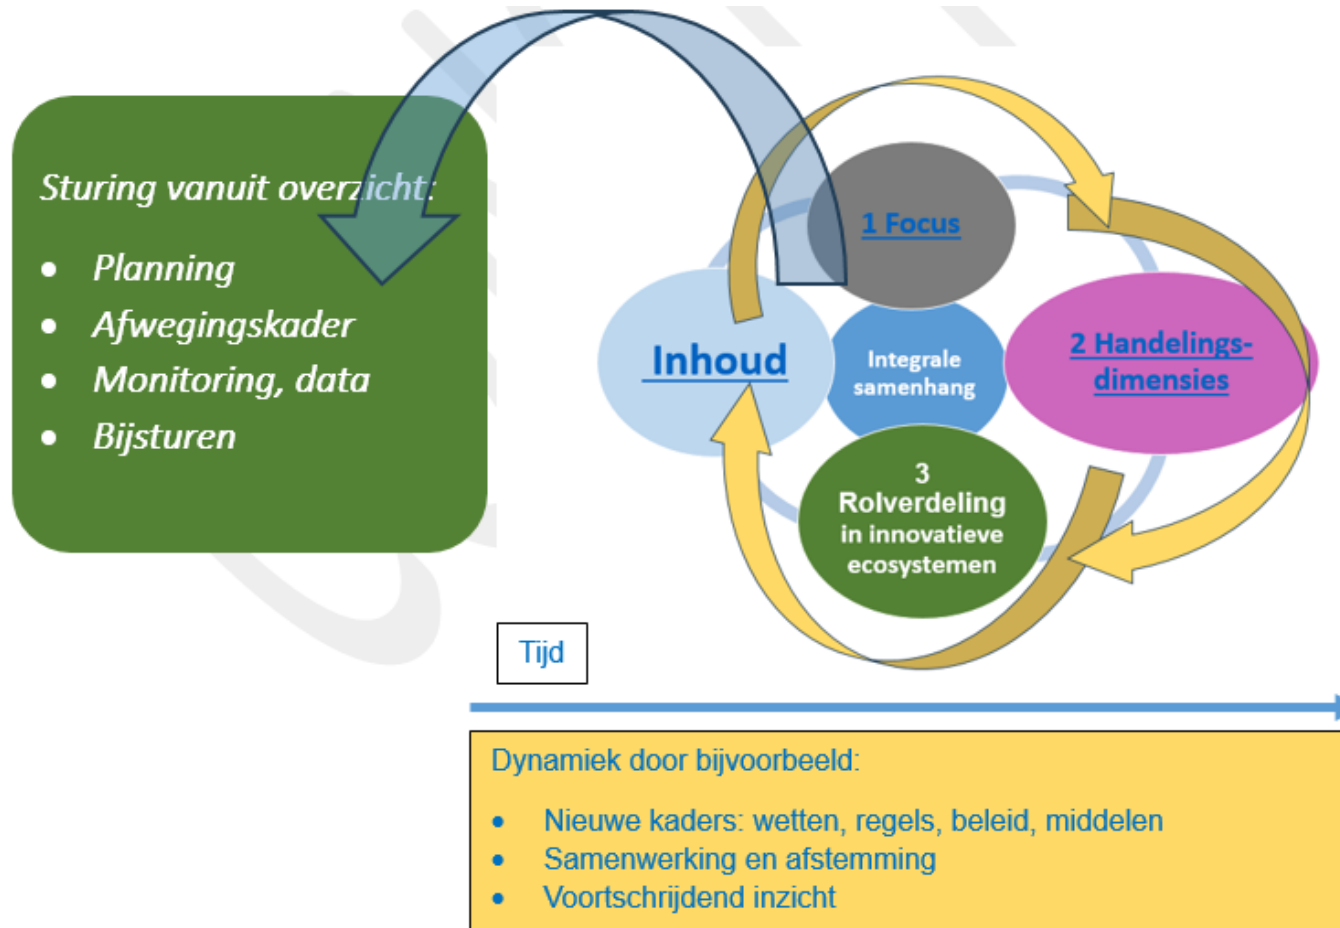 Sturing vanuit overzicht:
• Planning
• Afwegingskader
• Monitoring, data
• Bijsturen
1 Focus
Inhoud
Integrale
samenhang
2 Handelings-
dimensies
3
Rolverdeling
in innovatieve
ecosystemen
Tijd
Dynamiek door bijvoorbeeld:
• Nieuwe kaders: wetten, regels, beleid, middelen
• Samenwerking en afstemming
• Voortschrijdend inzicht